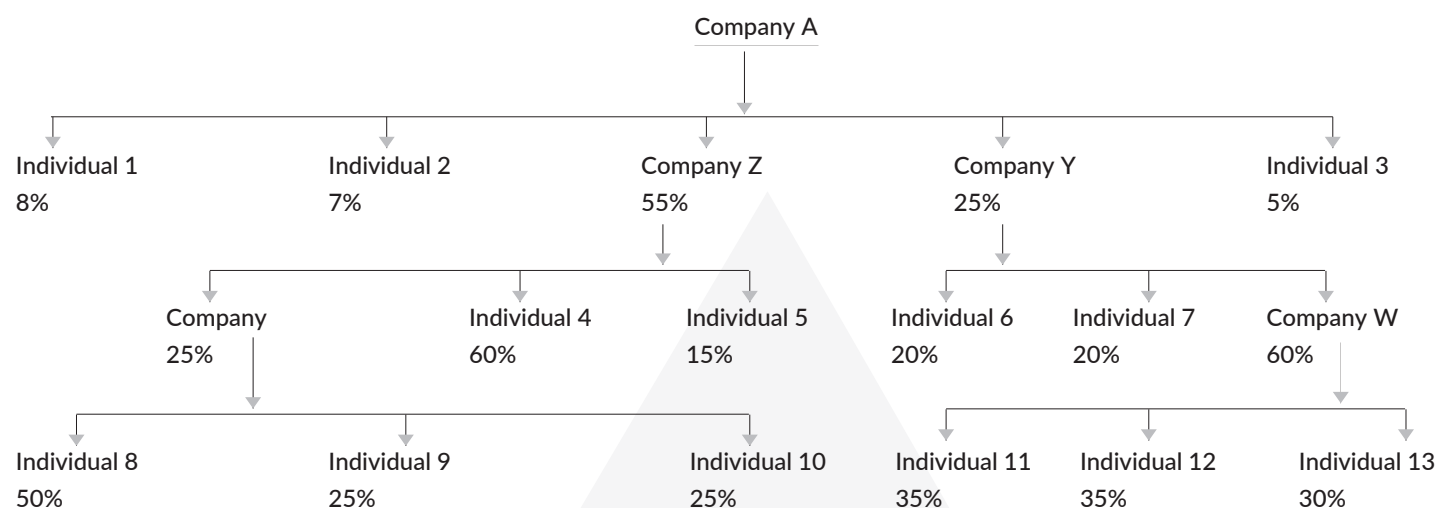 Company A
Individual 1
8%
Individual 2
7%
Company Z
55%
Company Y
25%
Individual 3
5%
Company
25%
Individual 4
60%
Individual 5
15%
Individual 6
20%
Individual 7
20%
Company W
60%
Individual 8
50%
Individual 9
25%
Individual 10
25%
Individual 11
35%
Individual 12
35%
Individual 13
30%